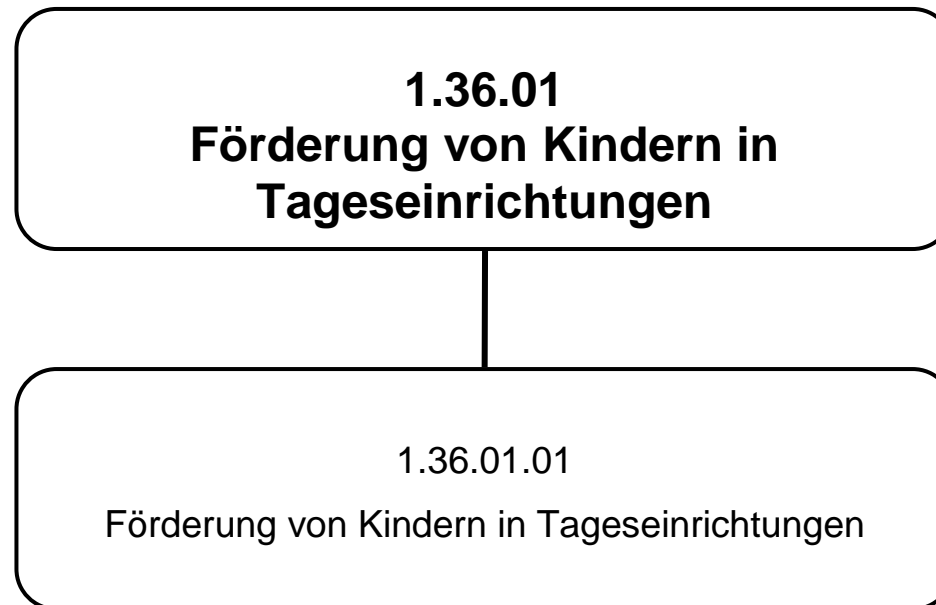 1.36.01
Förderung von Kindern in
Tageseinrichtungen
1.36.01.01
Förderung von Kindern in Tageseinrichtungen